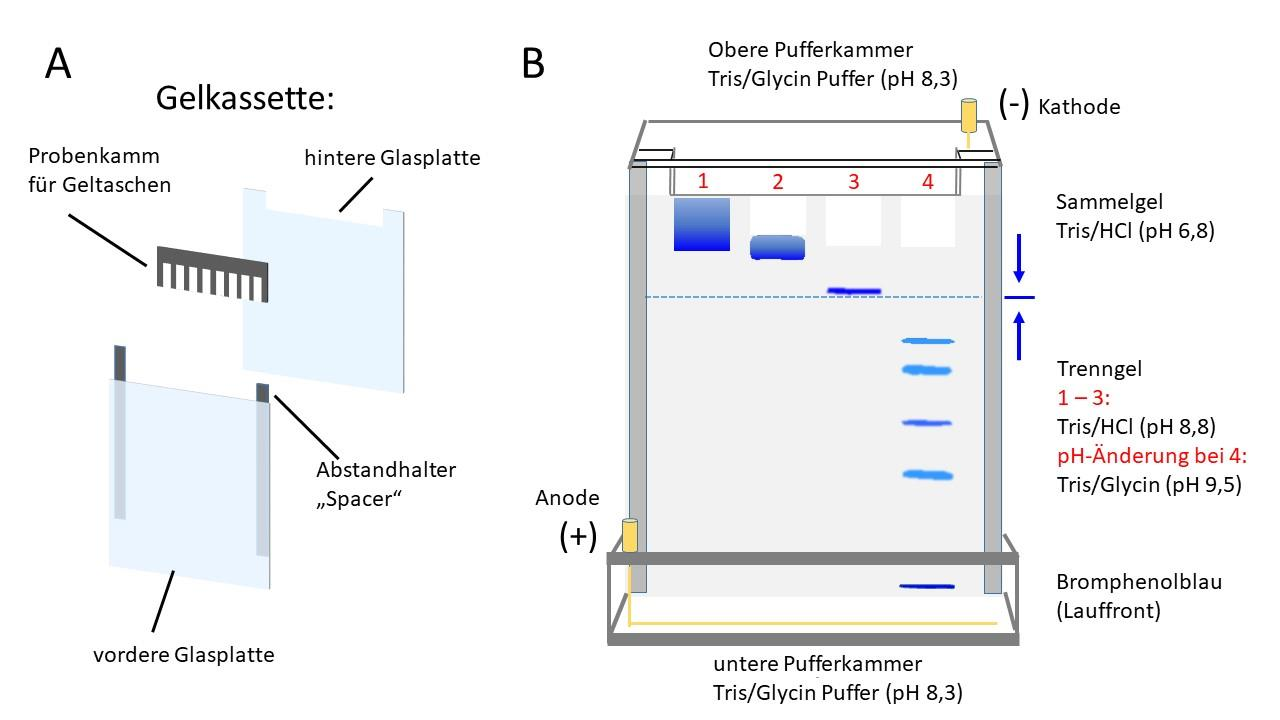 A
Gelkassette:
Probenkamm
für Geltaschen
hintere Glasplatte
Abstandhalter
„Spacer“
vordere Glasplatte
B
Obere Pufferkammer
Tris/Glycin Puffer (pH 8,3)
(-) Kathode
1 2 3 4
Sammelgel
Tris/HCl (pH 6,8)
Trenngel
1 – 3:
Tris/HCl (pH 8,8)
pH-Änderung bei 4:
Tris/Glycin (pH 9,5)
Anode
(+)
Bromphenolblau
(Lauffront)
untere Pufferkammer
Tris/Glycin Puffer (pH 8,3)